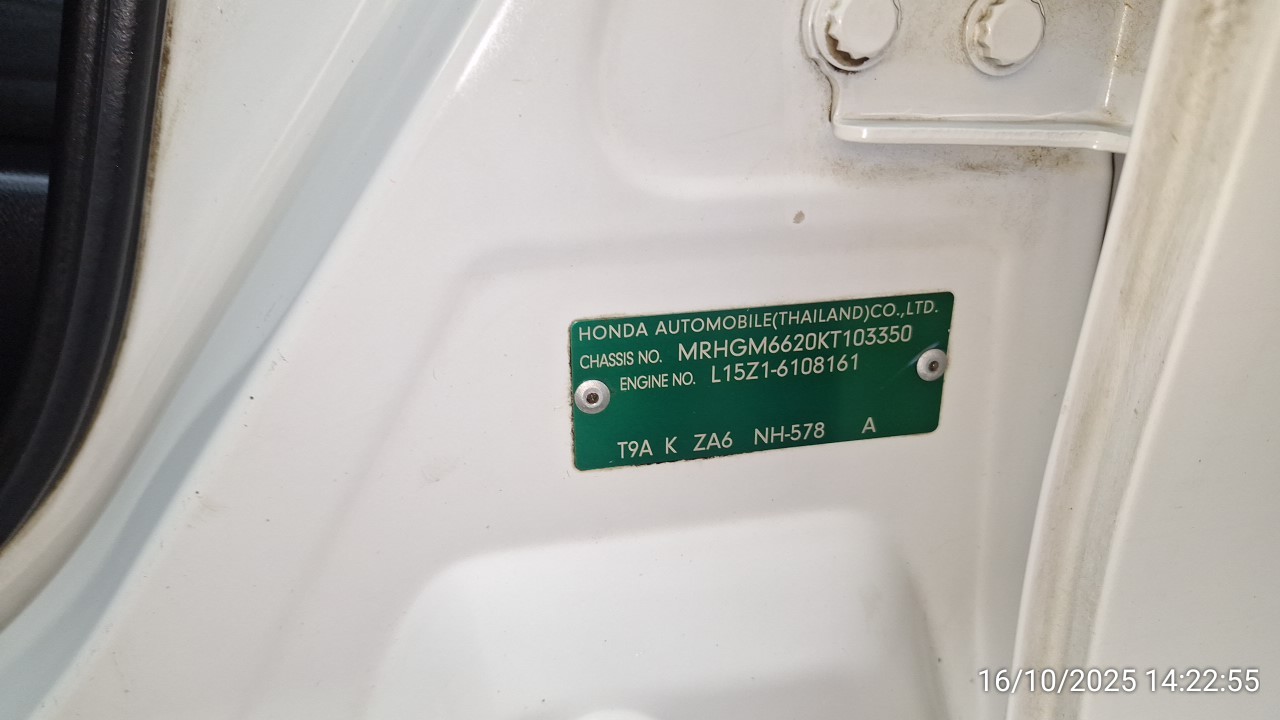 HONDA AUTOMOBILE(THAILAND)CO.,LTD.
CHASSIS NO. MRHGM6620KT103350
ENGINE NO. L15Z1-6108161
T9A K ZA6 NH-578 A
16/10/2025 14:22:55